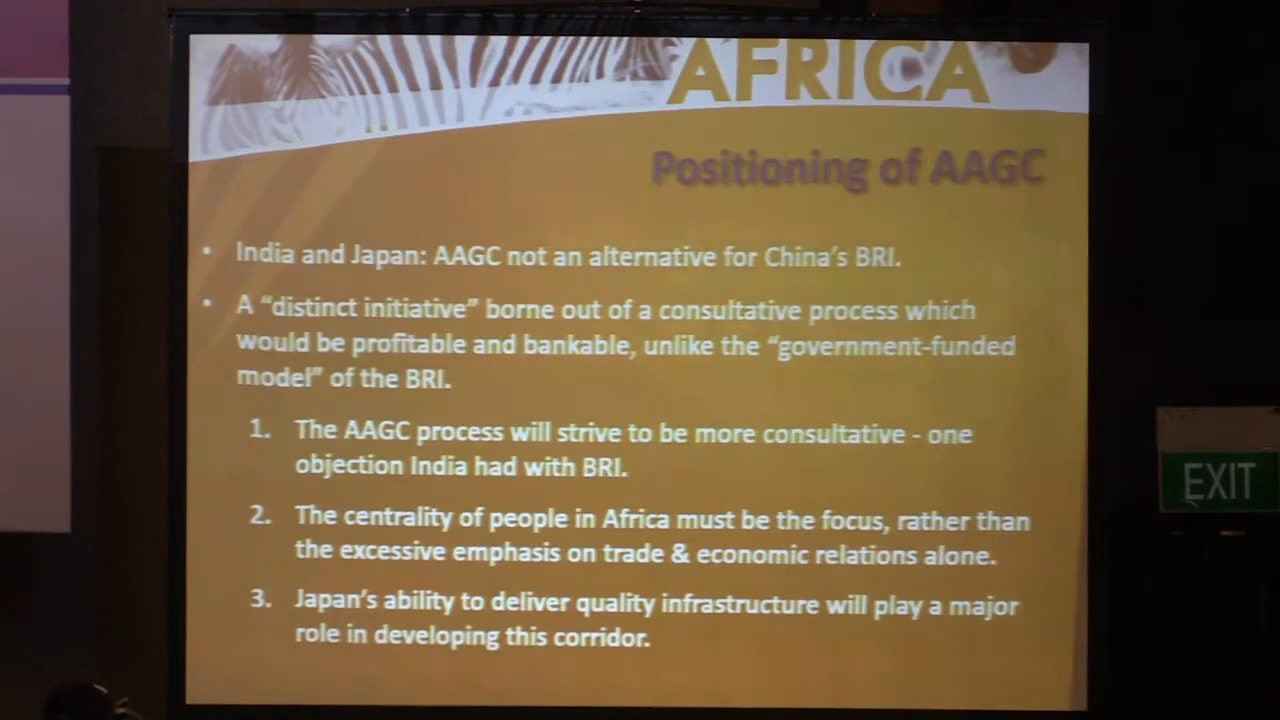 AFRICA
Positioning of AAGC
• India and Japan: AAGC not an alternative for China's BRI.
• A “distinct initiative” borne out of a consultative process which
would be profitable and bankable, unlike the “government-funded
model” of the BRI.
1. The AAGC process will strive to be more consultative - one
objection India had with BRI.
2. The centrality of people in Africa must be the focus, rather than
the excessive emphasis on trade & economic relations alone.
3. Japan's ability to deliver quality infrastructure will play a major
role in developing this corridor.
EXIT